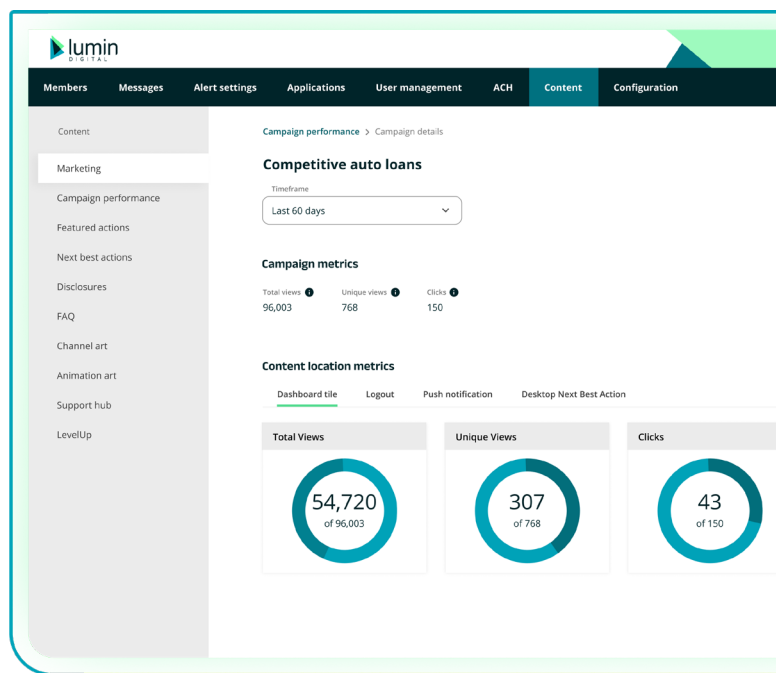 lumin
DIGITAL
Members Messages Alert settings Applications User management ACH Content Configuration
Content
Marketing
Campaign performance
Featured actions
Next best actions
Disclosures
FAQ
Channel art
Animation art
Support hub
LevelUp
Campaign performance > Campaign details
Competitive auto loans
Timeframe
Last 60 days
Campaign metrics
Total views Unique views Clicks
96,003 768 150
Content location metrics
Dashboard tile Logout Push notification Desktop Next Best Action
Total Views
54,720
of 96,003
Unique Views
307
of 768
Clicks
43
of 150